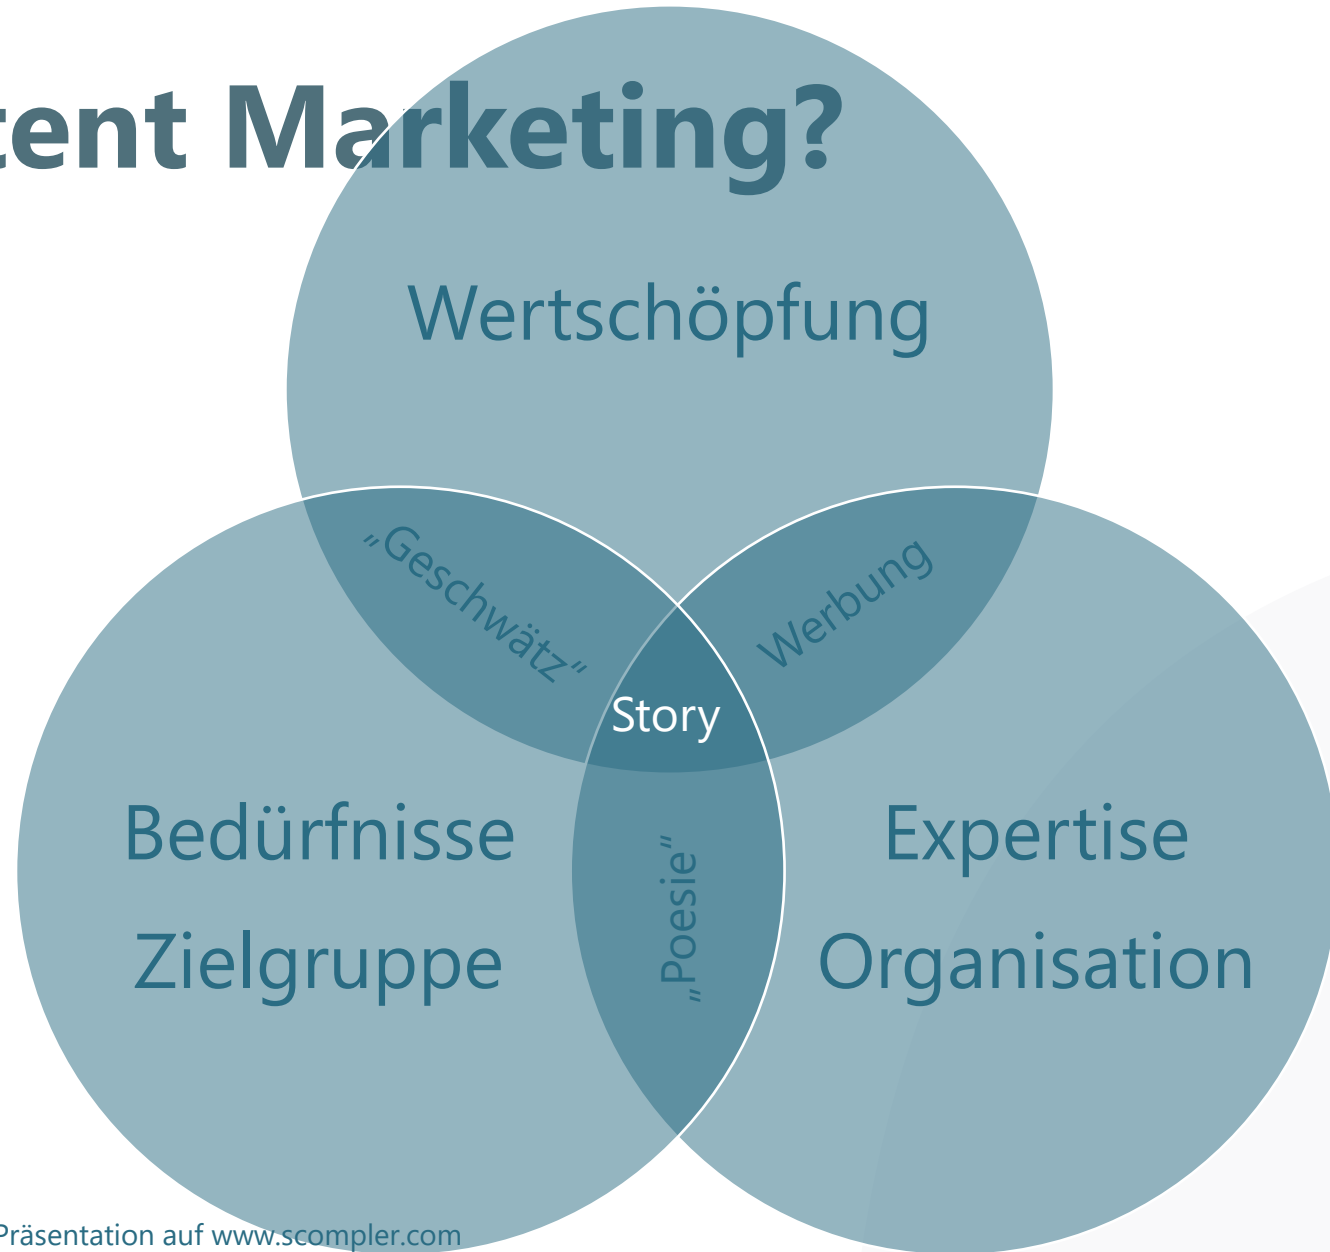 tent Marketing?
Wertschöpfung
„Geschwätz“
Werbung
Story
Bedürfnisse
Zielgruppe
„Poesie“
Expertise
Organisation
Präsentation auf www.scompler.com